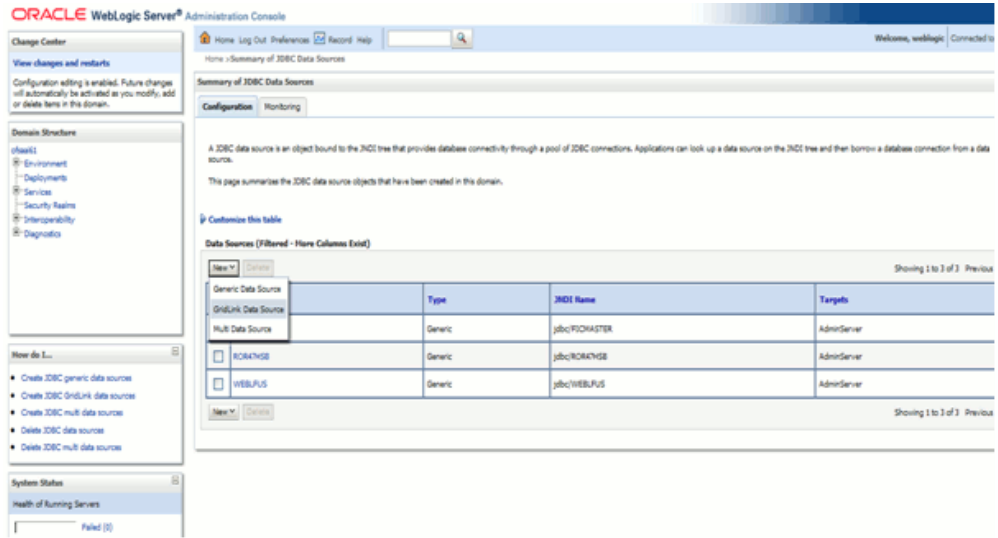 ORACLE WebLogic Server® Administration Console
Change Center
View changes and restarts
Configuration editing is enabled. Future changes
will automatically be activated as you modify, add
or delete items in this domain.
Domain Structure
ofsaa61
Environment
Deployments
Services
Security Realms
Interoperability
Diagnostics
How do I...
Create JDBC generic data sources
Create JDBC GridLink data sources
Create JDBC multi data sources
Delete JDBC data sources
Delete JDBC multi data sources
System Status
Health of Running Servers
Failed (0)
Home Log Out Preferences Record Help
Welcome, weblogic Connected to
Home >Summary of JDBC Data Sources
Summary of JDBC Data Sources
Configuration Monitoring
A JDBC data source is an object bound to the JNDI tree that provides database connectivity through a pool of JDBC connections. Applications can look up a data source on the JNDI tree and then borrow a database connection from a data
source.
This page summarizes the JDBC data source objects that have been created in this domain.
Customize this table
Data Sources (Filtered - More Columns Exist)
New Delete
Showing 1 to 3 of 3 Previous
Generic Data Source
GridLink Data Source
Multi Data Source
Type JNDI Name Targets
Generic jdbc/FICMASTER AdminServer
ROR47HSB Generic jdbc/ROR47HSB AdminServer
WEBLFUS Generic jdbc/WEBLFUS AdminServer
New Delete
Showing 1 to 3 of 3 Previous